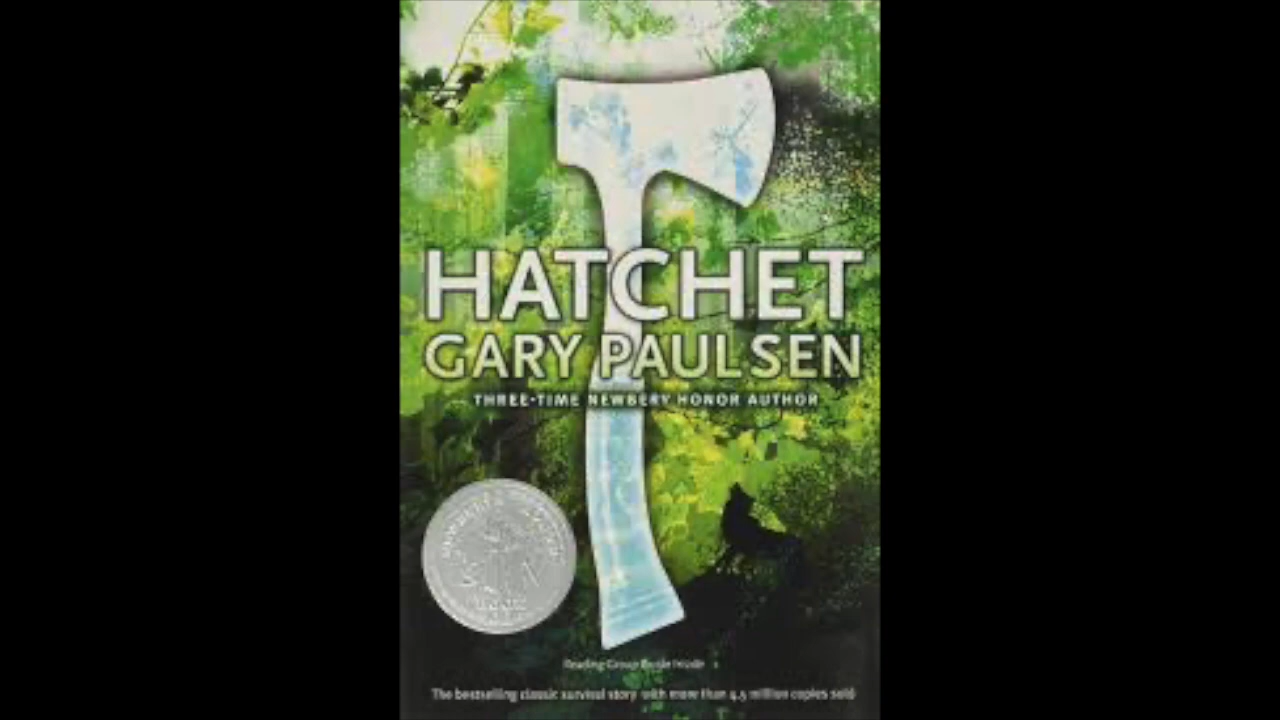 HATCHET
GARY PAULSEN
THREE-TIME NEWBERY HONOR AUTHOR
Reading Group Guide Inside
The bestselling classic survival story with more than 4.5 million copies sold